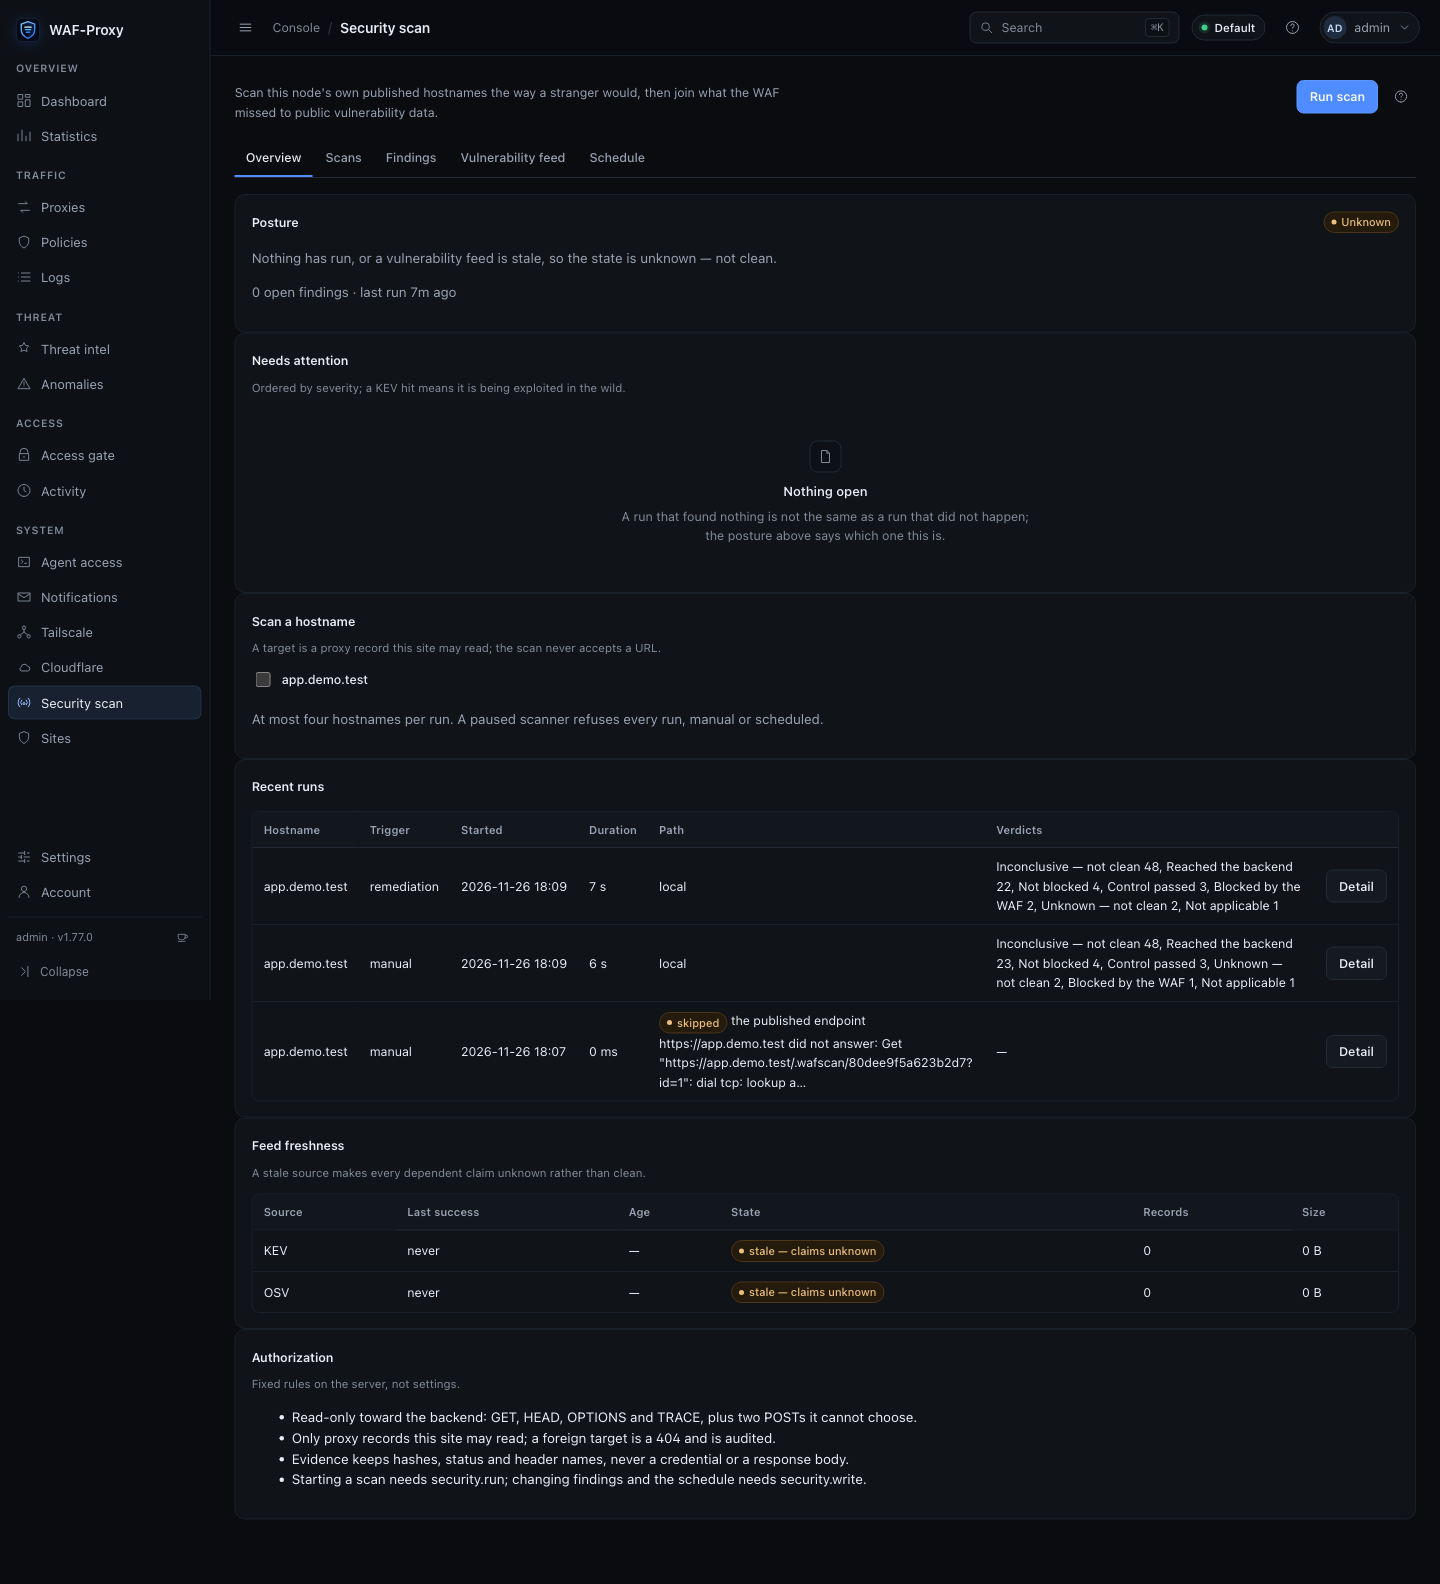 WAF-Proxy
OVERVIEW
Dashboard
Statistics
TRAFFIC
Proxies
Policies
Logs
THREAT
Threat intel
Anomalies
ACCESS
Access gate
Activity
SYSTEM
Agent access
Notifications
Tailscale
Cloudflare
Security scan
Sites
Settings
Account
admin · v1.77.0
Collapse
Console / Security scan
Search ⌘K
Default
AD admin
Scan this node's own published hostnames the way a stranger would, then join what the WAF
missed to public vulnerability data.
Run scan
Overview Scans Findings Vulnerability feed Schedule
Posture
Unknown
Nothing has run, or a vulnerability feed is stale, so the state is unknown — not clean.
0 open findings · last run 7m ago
Needs attention
Ordered by severity; a KEV hit means it is being exploited in the wild.
Nothing open
A run that found nothing is not the same as a run that did not happen;
the posture above says which one this is.
Scan a hostname
A target is a proxy record this site may read; the scan never accepts a URL.
app.demo.test
At most four hostnames per run. A paused scanner refuses every run, manual or scheduled.
Recent runs
Hostname Trigger Started Duration Path Verdicts
app.demo.test remediation 2026-11-26 18:09 7 s local
Inconclusive — not clean 48, Reached the backend
22, Not blocked 4, Control passed 3, Blocked by the
WAF 2, Unknown — not clean 2, Not applicable 1
Detail
app.demo.test manual 2026-11-26 18:09 6 s local
Inconclusive — not clean 48, Reached the backend
23, Not blocked 4, Control passed 3, Unknown —
not clean 2, Blocked by the WAF 1, Not applicable 1
Detail
app.demo.test manual 2026-11-26 18:07 0 ms
skipped the published endpoint
https://app.demo.test did not answer: Get
"https://app.demo.test/.wafscan/80dee9f5a623b2d7?
id=1": dial tcp: lookup a…
—
Detail
Feed freshness
A stale source makes every dependent claim unknown rather than clean.
Source Last success Age State Records Size
KEV never — stale — claims unknown 0 0 B
OSV never — stale — claims unknown 0 0 B
Authorization
Fixed rules on the server, not settings.
• Read-only toward the backend: GET, HEAD, OPTIONS and TRACE, plus two POSTs it cannot choose.
• Only proxy records this site may read; a foreign target is a 404 and is audited.
• Evidence keeps hashes, status and header names, never a credential or a response body.
• Starting a scan needs security.run; changing findings and the schedule needs security.write.